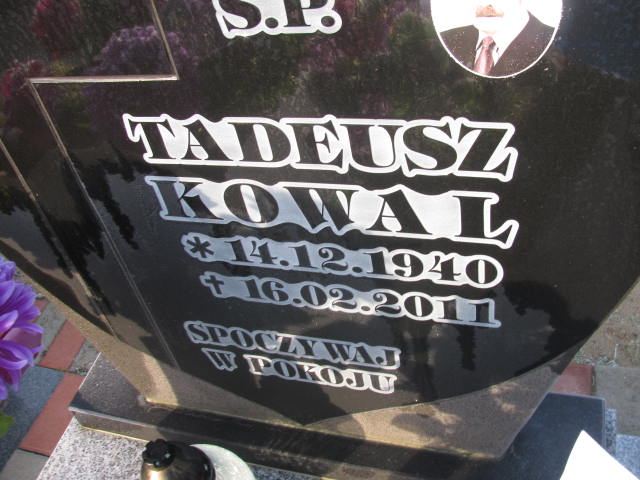 S.P.
TADEUSZ
KOWAL
* 14.12.1940
✝ 16.02.2011
SPOCZYWAJ
W POKOJU